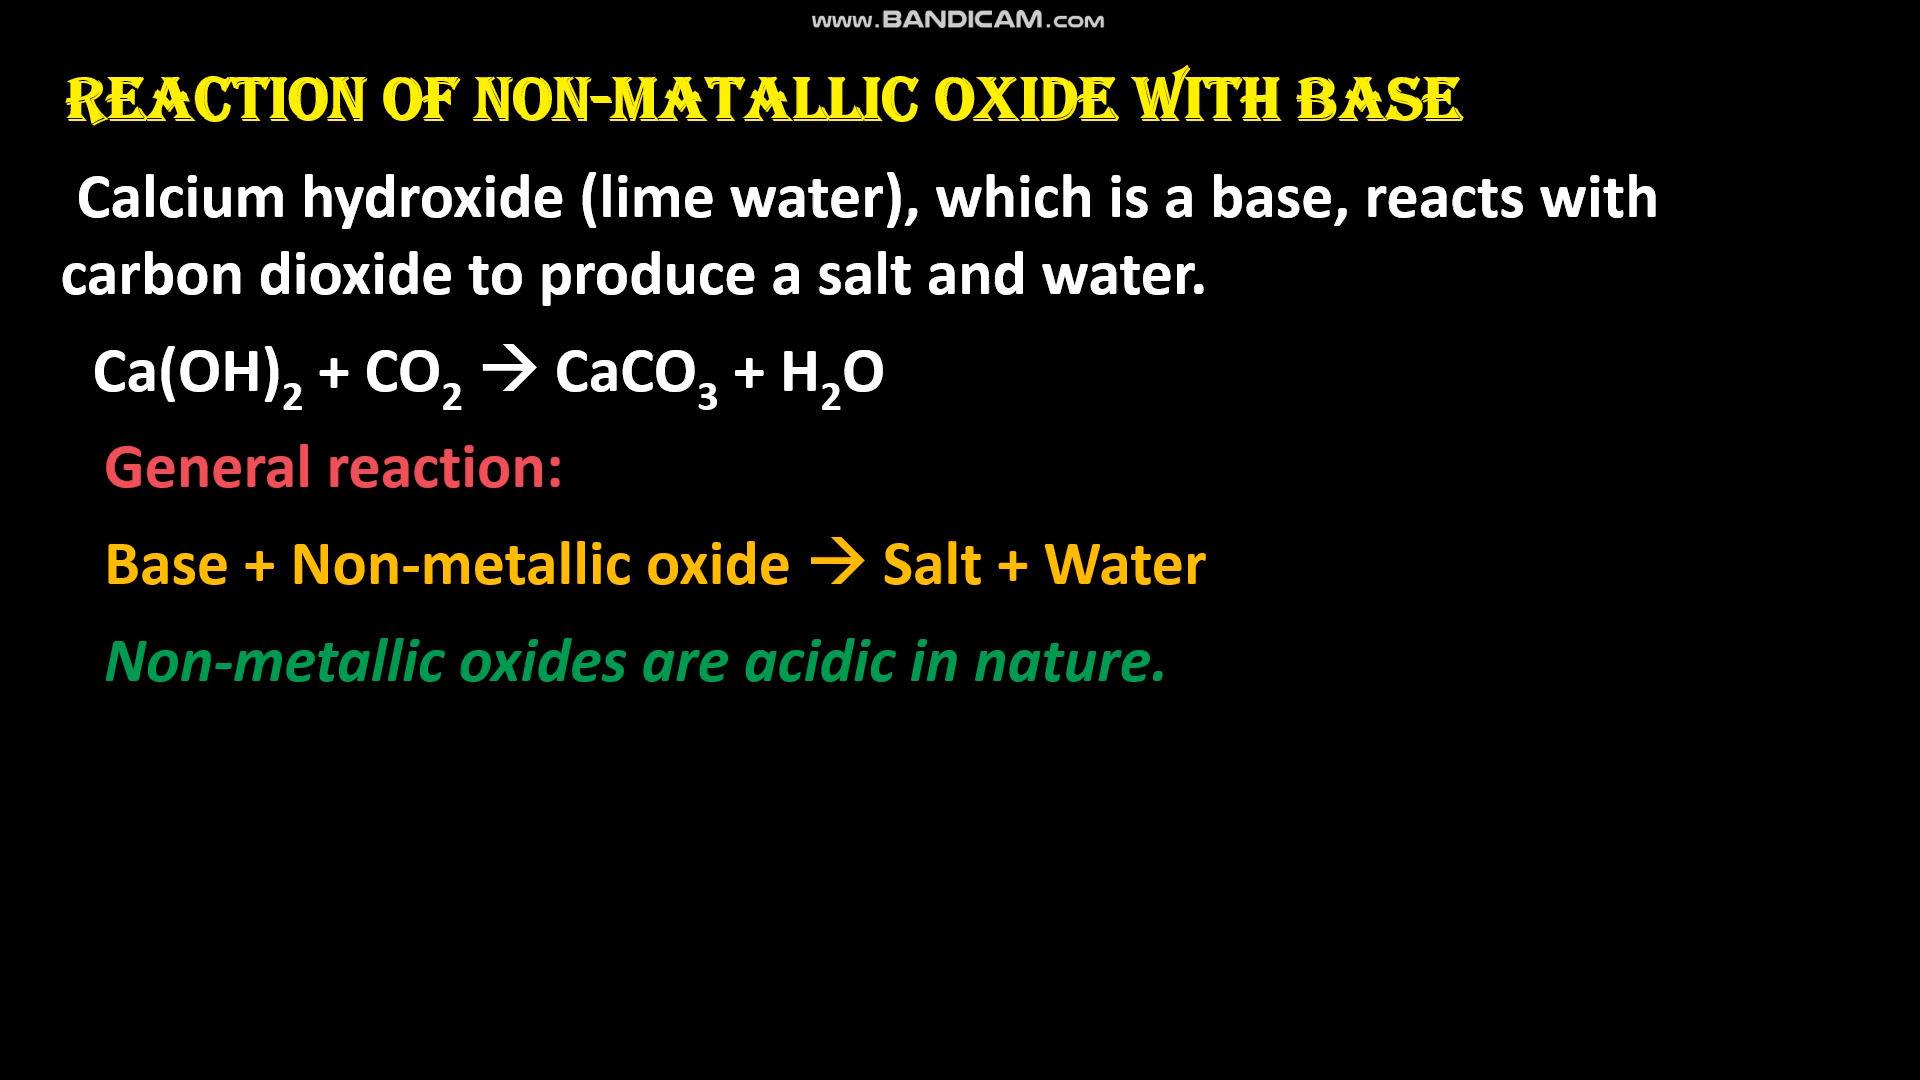 www.BANDICAM.com
REACTION OF NON-MATALLIC OXIDE WITH BASE
Calcium hydroxide (lime water), which is a base, reacts with
carbon dioxide to produce a salt and water.
Ca(OH)₂ + CO₂ → CaCO₃ + H₂O
General reaction:
Base + Non-metallic oxide → Salt + Water
Non-metallic oxides are acidic in nature.